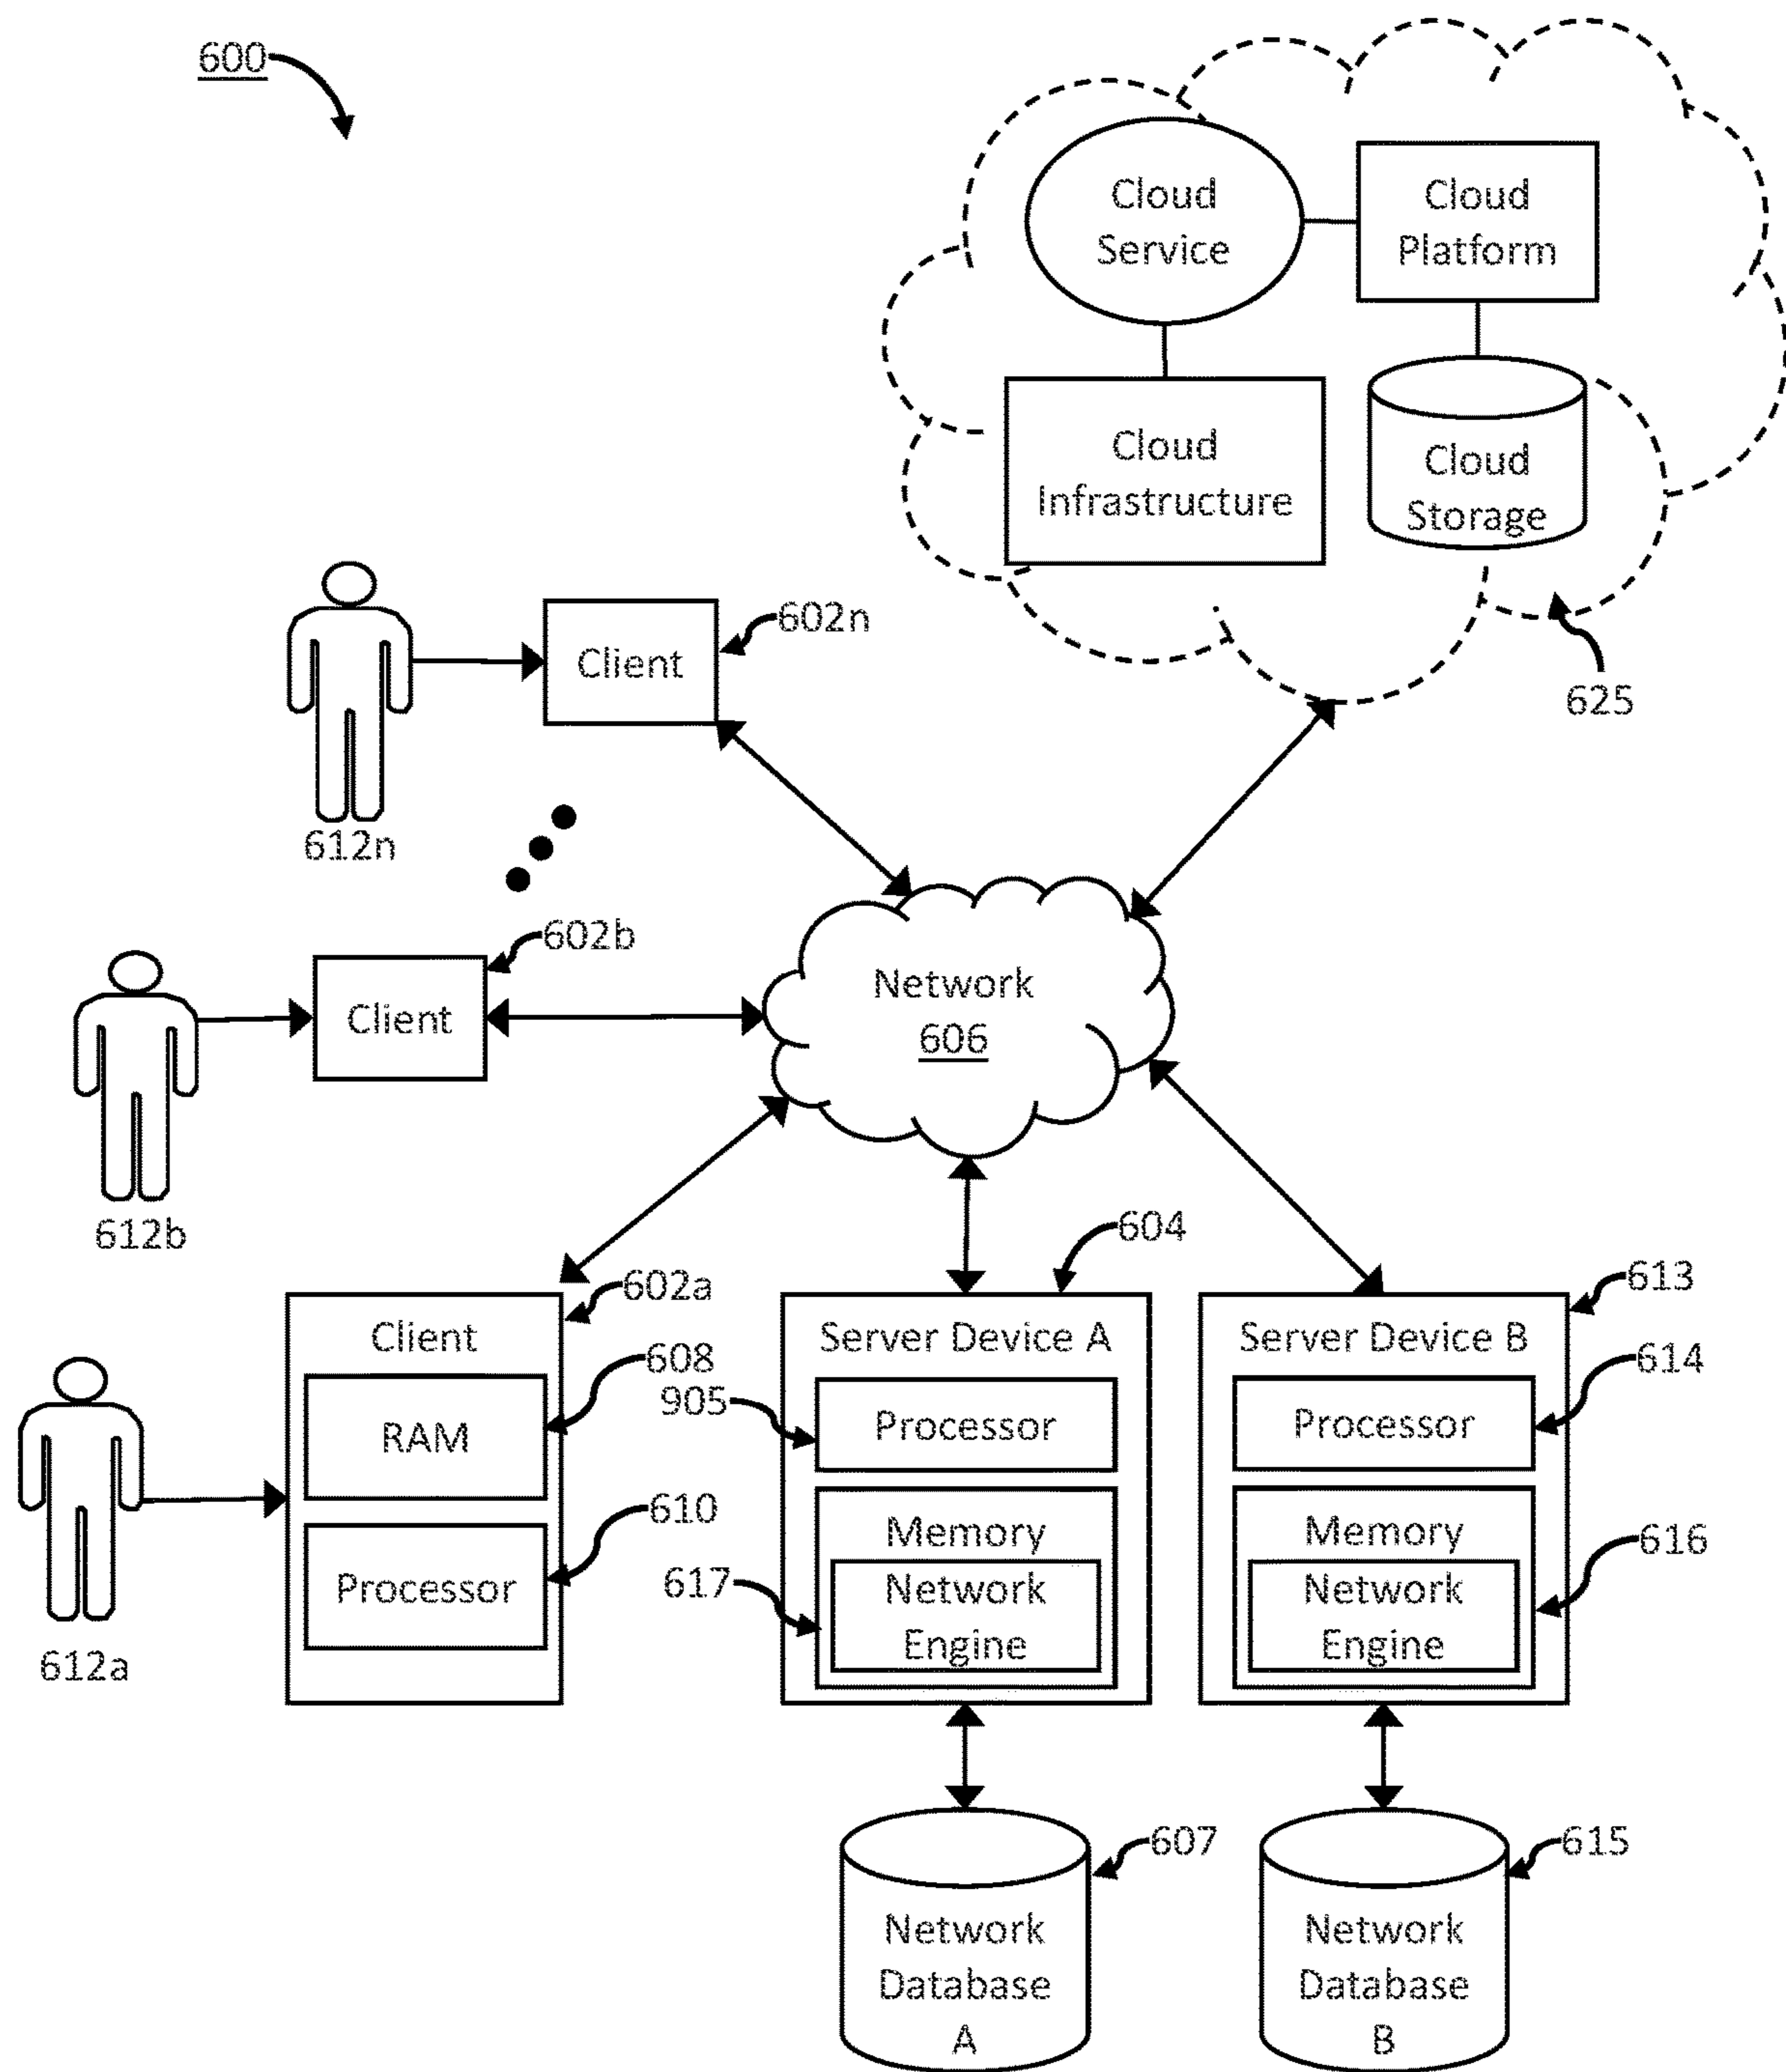 600
Cloud
Service
Cloud
Platform
Cloud
Infrastructure
Cloud
Storage
625
602n
Client
612n
602b
Client
612b
Network
606
604
602a
613
Client
608
RAM
610
Processor
612a
Server Device A
905
Processor
Memory
617
Network
Engine
Server Device B
614
Processor
Memory
616
Network
Engine
607
Network
Database
A
615
Network
Database
B